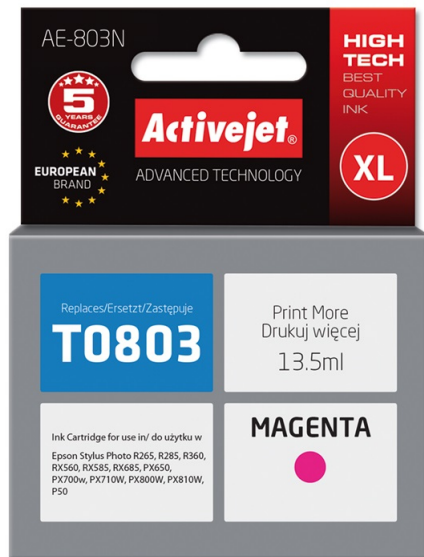 AE-803N
HIGH
TECH
BEST
QUALITY
INK
5
YEARS
GUARANTEE
Activejet®
EUROPEAN
BRAND
ADVANCED TECHNOLOGY
XL
Replaces/Ersetzt/Zastępuje
T0803
Print More
Drukuj więcej
13.5ml
Ink Cartridge for use in/ do użytku w
Epson Stylus Photo R265, R285, R360,
RX560, RX585, RX685, PX650,
PX700w, PX710W, PX800W, PX810W,
P50
MAGENTA